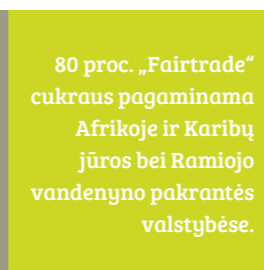 80 proc. „Fairtrade“
cukraus pagaminama
Afrikoje ir Karibų
jūros bei Ramiojo
vandenyno pakrantės
valstybėse.